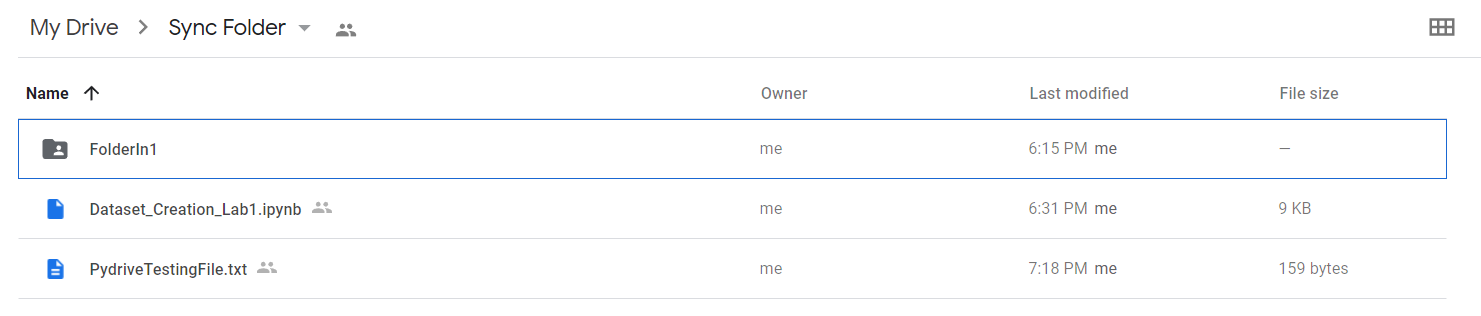 My Drive > Sync Folder
Name Owner Last modified File size
FolderIn1 me 6:15 PM me —
Dataset_Creation_Lab1.ipynb me 6:31 PM me 9 KB
PydriveTestingFile.txt me 7:18 PM me 159 bytes